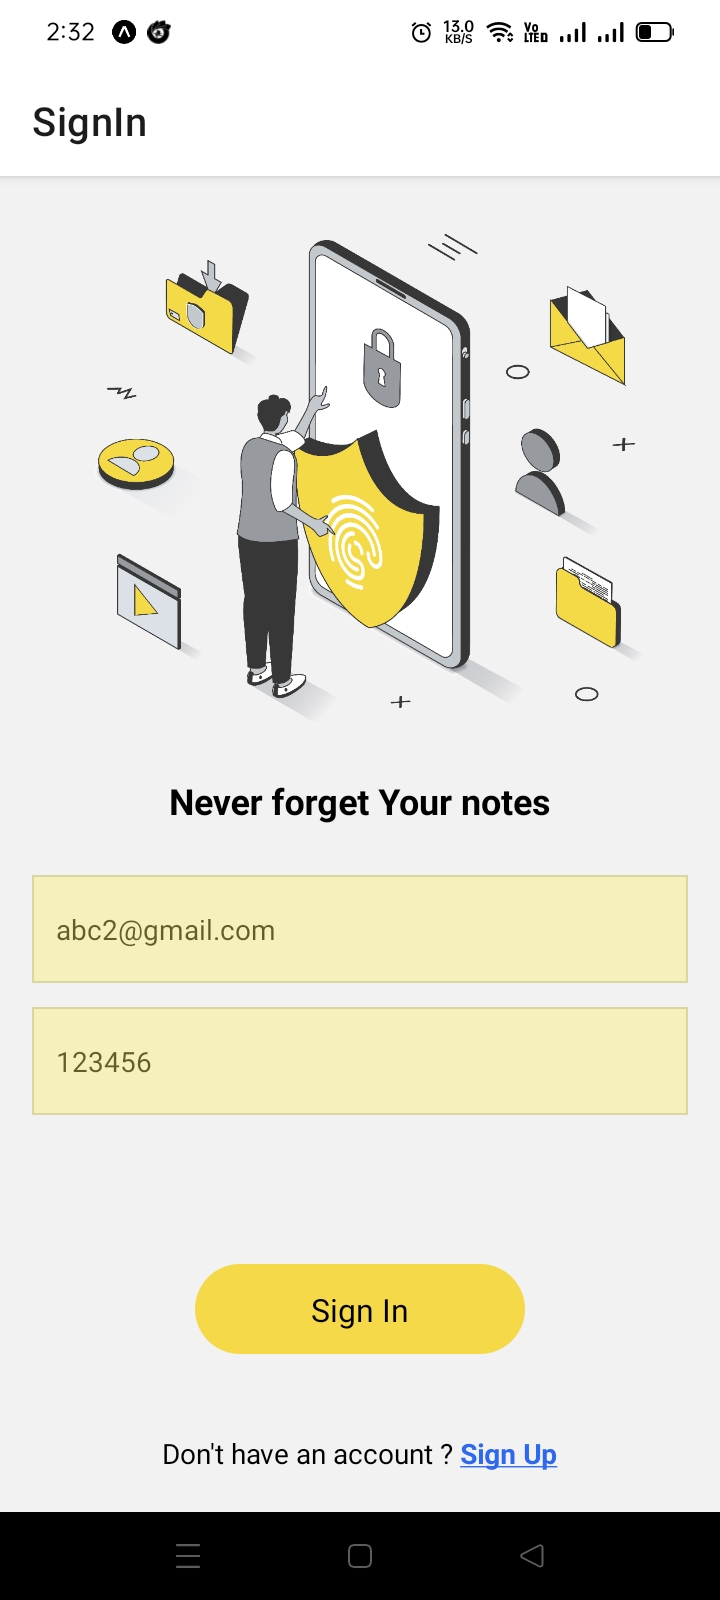 2:32 13.0 KB/S Vo LTE D
SignIn
Never forget Your notes
abc2@gmail.com
123456
Sign In
Don't have an account ? Sign Up